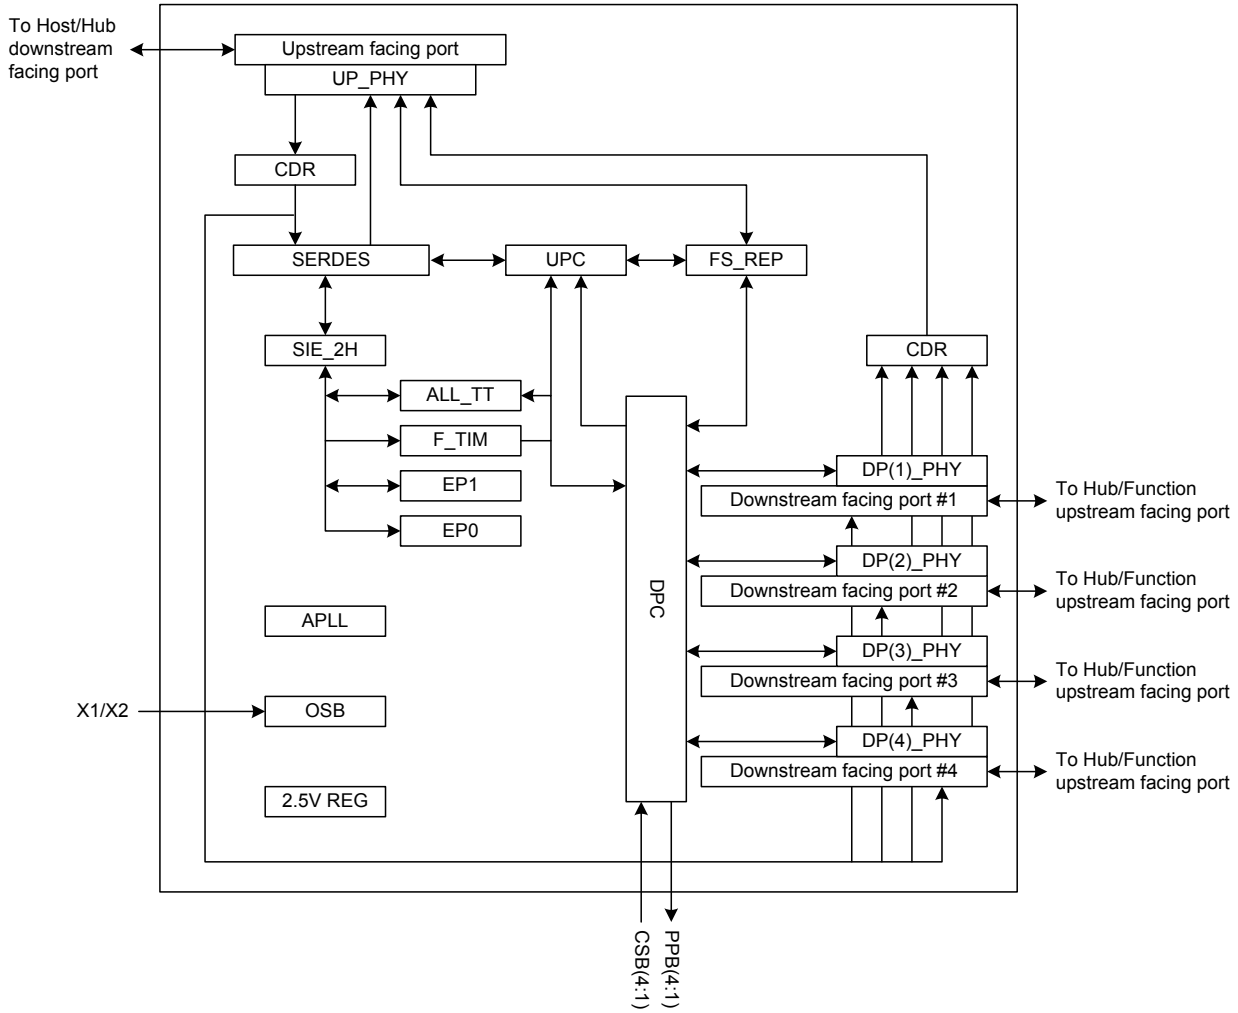 To Host/Hub
downstream
facing port
Upstream facing port
UP_PHY
CDR
SERDES
UPC
FS_REP
SIE_2H
CDR
ALL_TT
F_TIM
EP1
EP0
DPC
DP(1)_PHY
Downstream facing port #1
To Hub/Function
upstream facing port
DP(2)_PHY
Downstream facing port #2
To Hub/Function
upstream facing port
DP(3)_PHY
Downstream facing port #3
To Hub/Function
upstream facing port
DP(4)_PHY
Downstream facing port #4
To Hub/Function
upstream facing port
APLL
X1/X2
OSB
2.5V REG
CSB(4:1)
PPB(4:1)